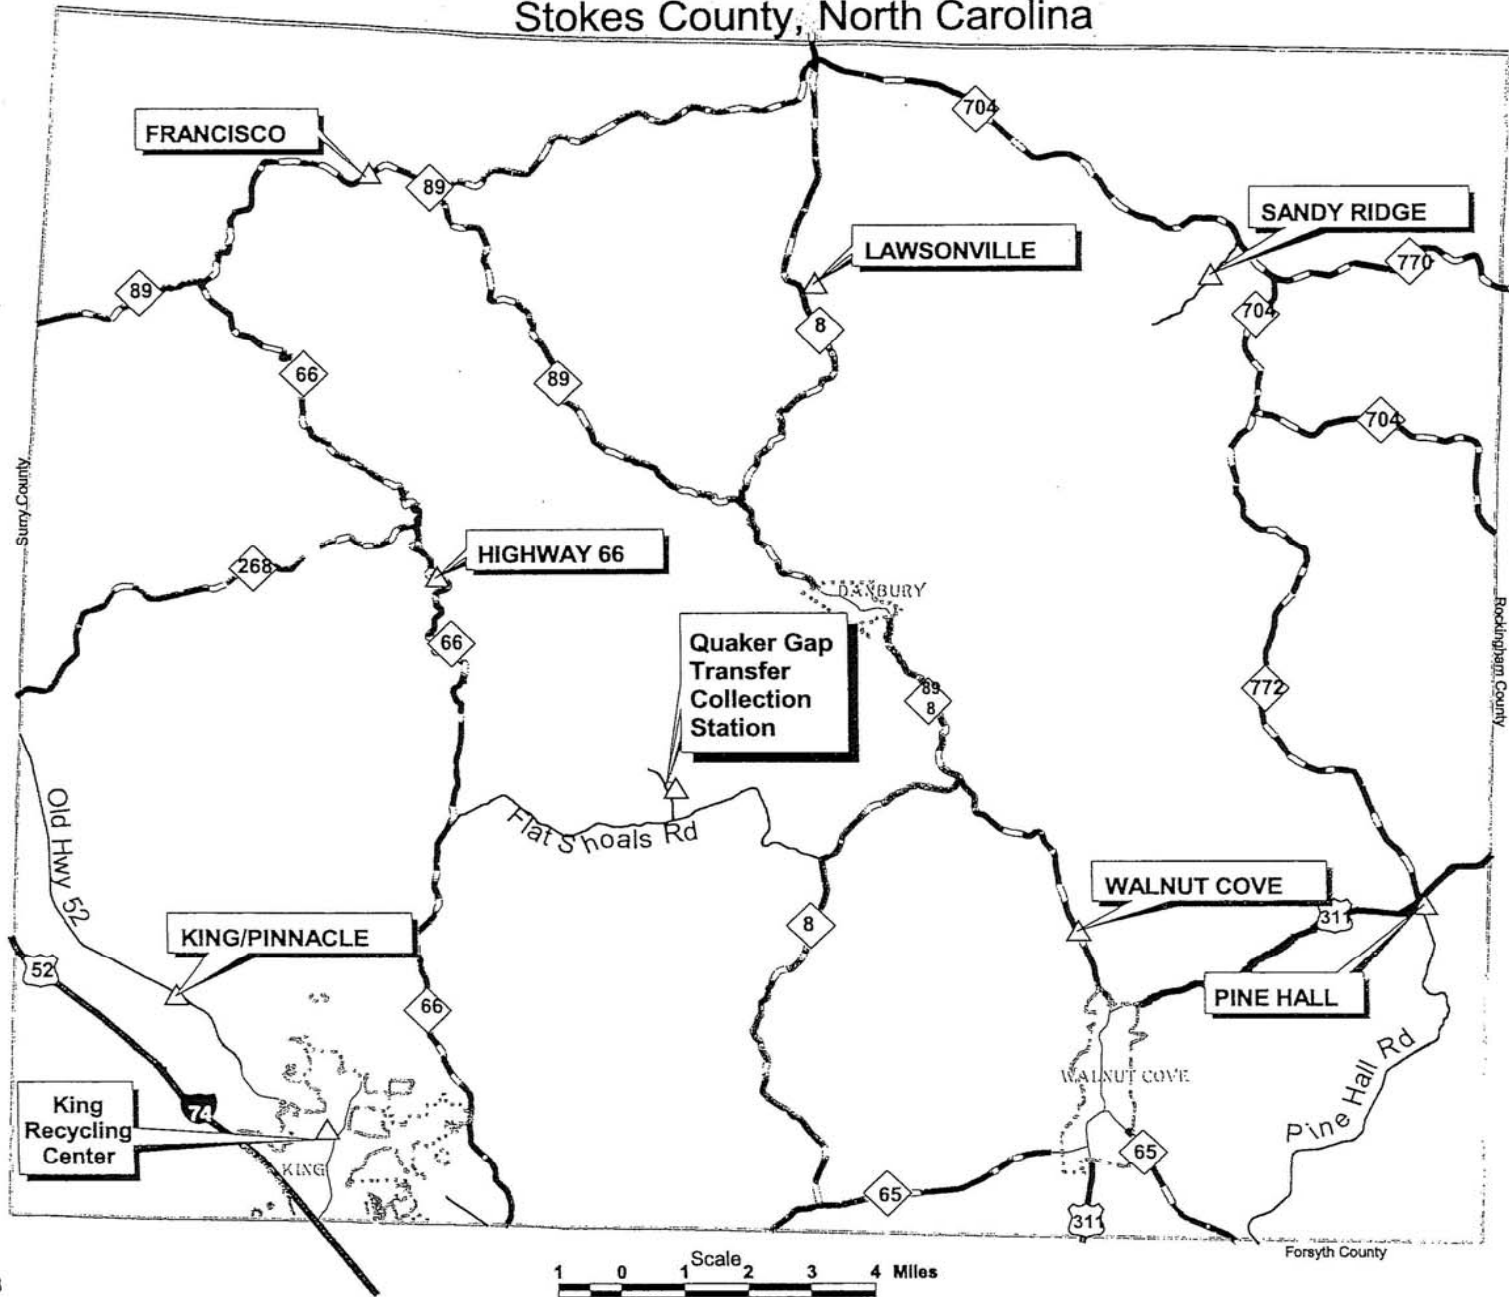 Stokes County, North Carolina
704
FRANCISCO
89
SANDY RIDGE
LAWSONVILLE
770
89
704
8
66
89
704
Surry County
HIGHWAY 66
268
DANBURY
Rockingham County
66
Quaker Gap
Transfer
Collection
Station
89
8
772
Old Hwy 52
Flat Shoals Rd
WALNUT COVE
311
8
KING/PINNACLE
52
PINE HALL
66
Pine Hall Rd
WALNUT COVE
74
King
Recycling
Center
KING
65
65
311
Forsyth County
Scale
1 0 1 2 3 4 Miles